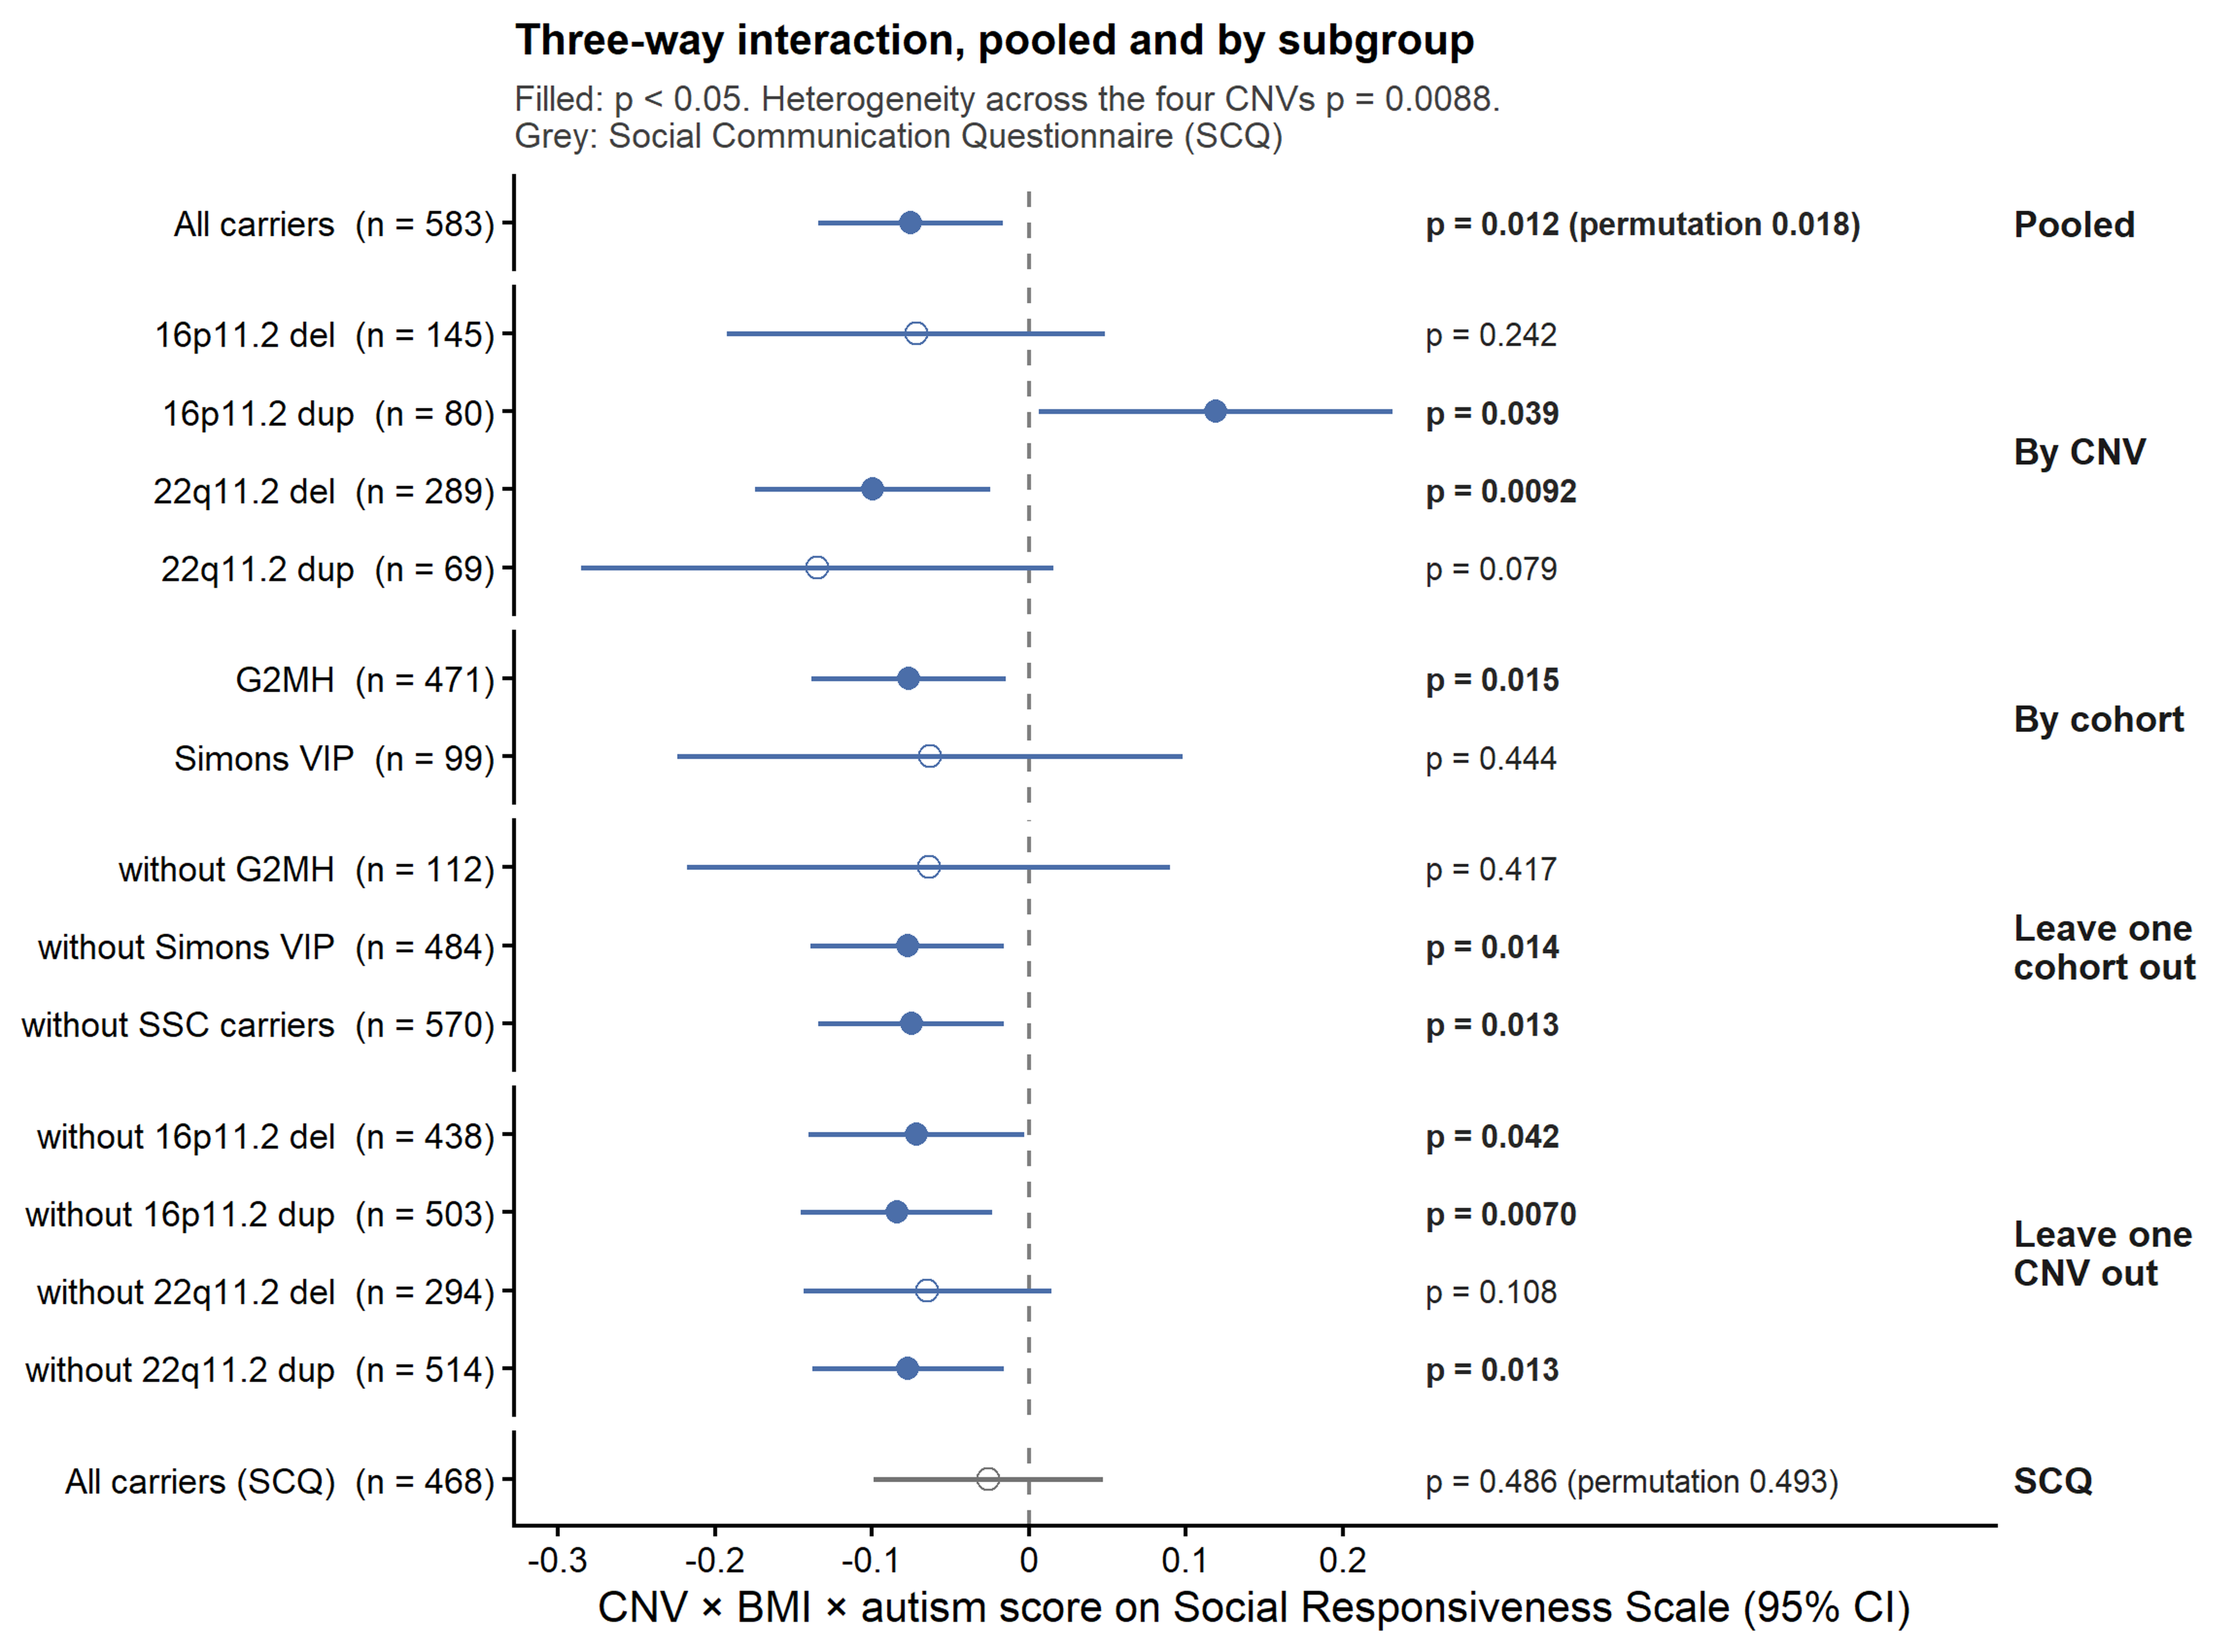 Three-way interaction, pooled and by subgroup
Filled: p < 0.05. Heterogeneity across the four CNVs p = 0.0088.
Grey: Social Communication Questionnaire (SCQ)
All carriers (n = 583) p = 0.012 (permutation 0.018) Pooled
16p11.2 del (n = 145) p = 0.242
16p11.2 dup (n = 80) p = 0.039
By CNV
22q11.2 del (n = 289) p = 0.0092
22q11.2 dup (n = 69) p = 0.079
G2MH (n = 471) p = 0.015
By cohort
Simons VIP (n = 99) p = 0.444
without G2MH (n = 112) p = 0.417
Leave one
without Simons VIP (n = 484) p = 0.014
cohort out
without SSC carriers (n = 570) p = 0.013
without 16p11.2 del (n = 438) p = 0.042
without 16p11.2 dup (n = 503) p = 0.0070
Leave one
CNV out
without 22q11.2 del (n = 294) p = 0.108
without 22q11.2 dup (n = 514) p = 0.013
All carriers (SCQ) (n = 468) p = 0.486 (permutation 0.493) SCQ
-0.3 -0.2 -0.1 0 0.1 0.2
CNV × BMI × autism score on Social Responsiveness Scale (95% CI)